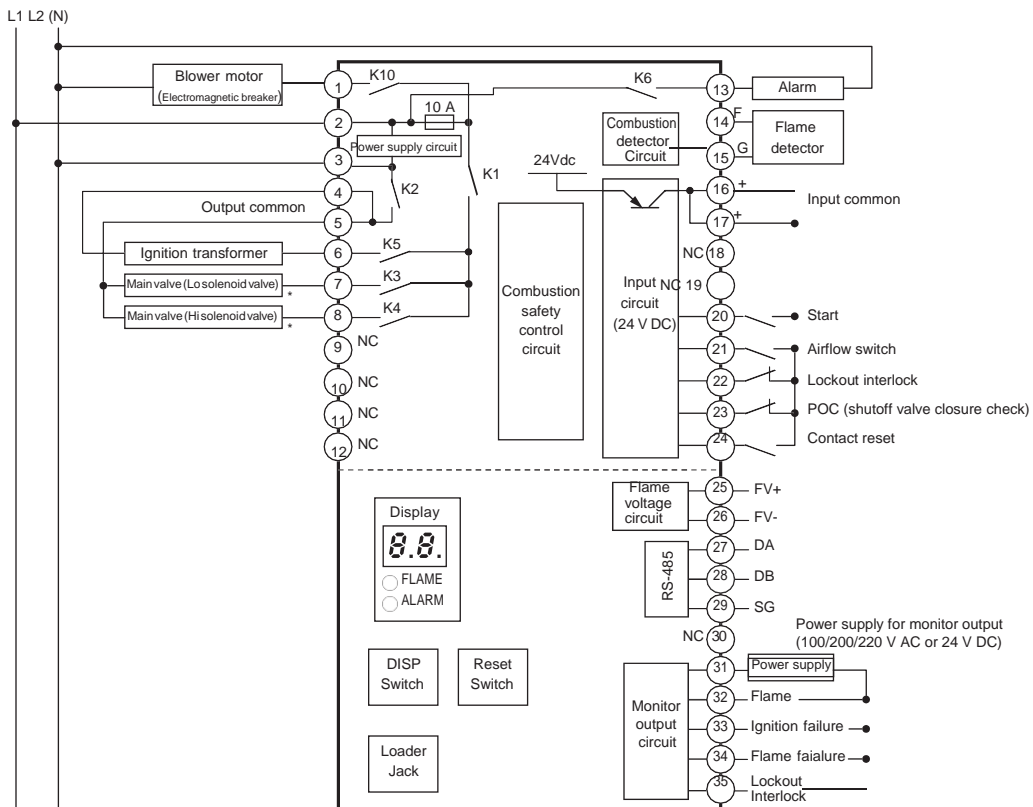 L1 L2 (N)
Blower motor
(Electromagnetic breaker)
1
K10
K6
13
Alarm
2
10 A
14
F
Flame
detector
Combustion
detector
Circuit
Power supply circuit
15
G
3
24Vdc
K1
4
K2
16
+
Input common
Output common
5
17
+
Ignition transformer
6
K5
NC 18
Main valve (Lo solenoid valve)
*
7
K3
NC 19
Main valve (Hi solenoid valve)
*
8
K4
Combustion
safety
control
circuit
Input
circuit
(24 V DC)
20
Start
9
NC
21
Airflow switch
10
NC
22
Lockout interlock
11
NC
23
POC (shutoff valve closure check)
12
NC
24
Contact reset
Flame
voltage
circuit
25
FV+
26
FV-
Display
8.8.
FLAME
ALARM
RS-485
27
DA
28
DB
29
SG
NC 30
Power supply for monitor output
(100/200/220 V AC or 24 V DC)
DISP
Switch
Reset
Switch
31
Power supply
Monitor
output
circuit
32
Flame
33
Ignition failure
Loader
Jack
34
Flame faialure
35
Lockout
Interlock